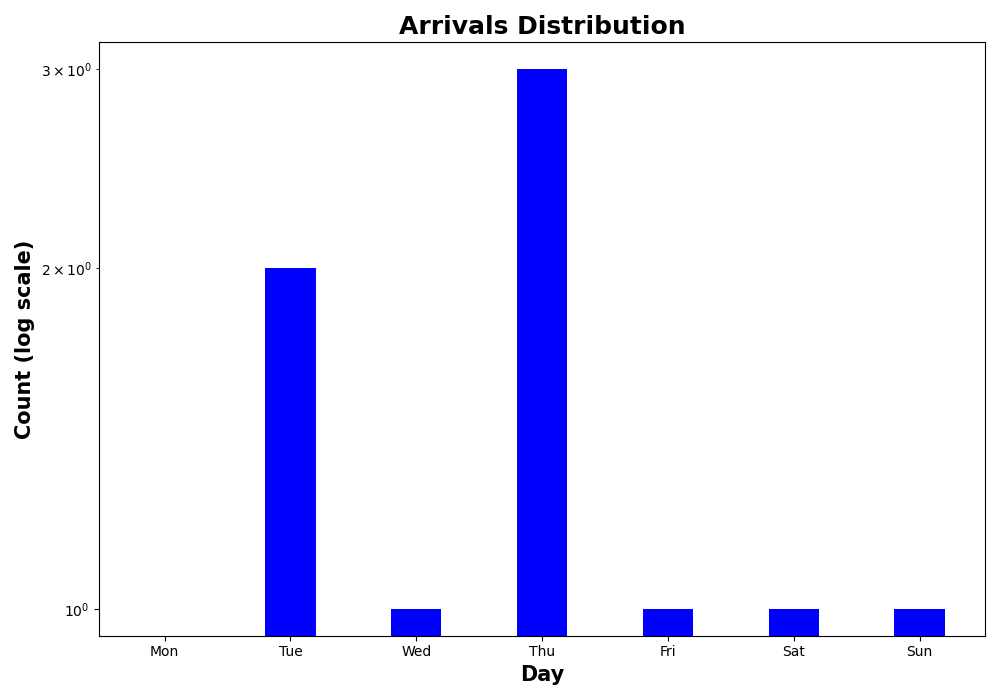 Arrivals Distribution
Count (log scale)
3 × 10⁰
2 × 10⁰
10⁰
Mon Tue Wed Thu Fri Sat Sun
Day